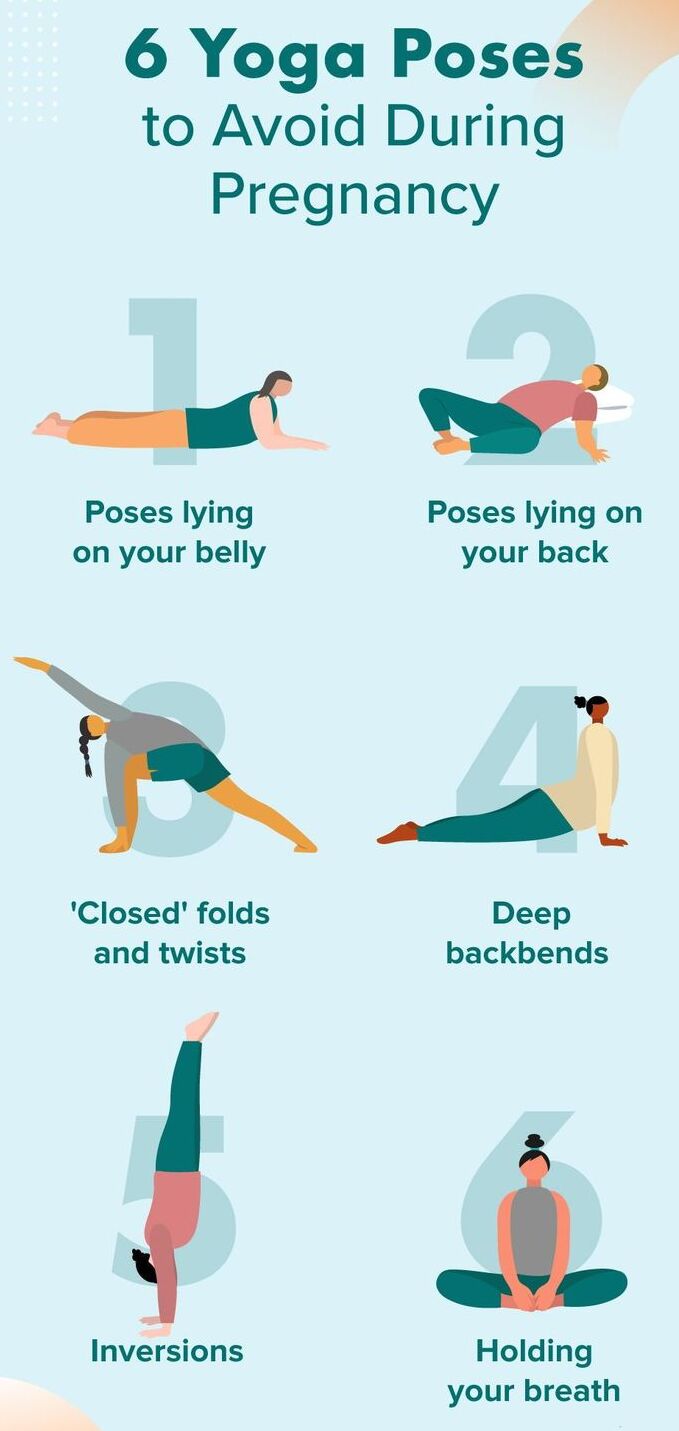 6 Yoga Poses
to Avoid During
Pregnancy
1
2
Poses lying
on your belly
Poses lying on
your back
3
4
'Closed' folds
and twists
Deep
backbends
5
6
Inversions
Holding
your breath